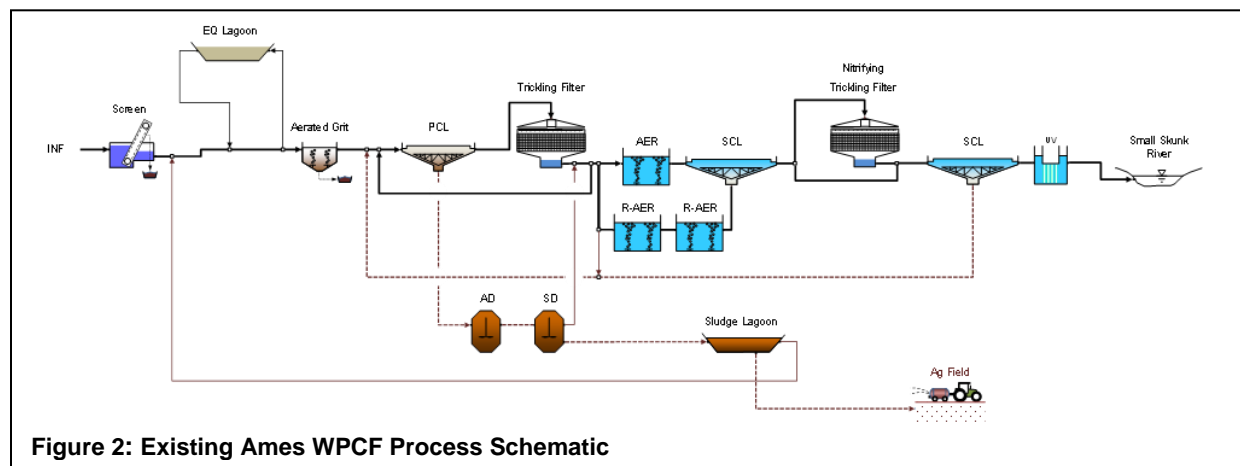 EQ Lagoon
Nitrifying
Trickling Filter
Trickling Filter
Screen
Aerated Grit
PCL
AER
SCL
SCL
UV
Small Skunk
River
INF
R-AER
R-AER
AD
SD
Sludge Lagoon
Ag Field
Figure 2: Existing Ames WPCF Process Schematic